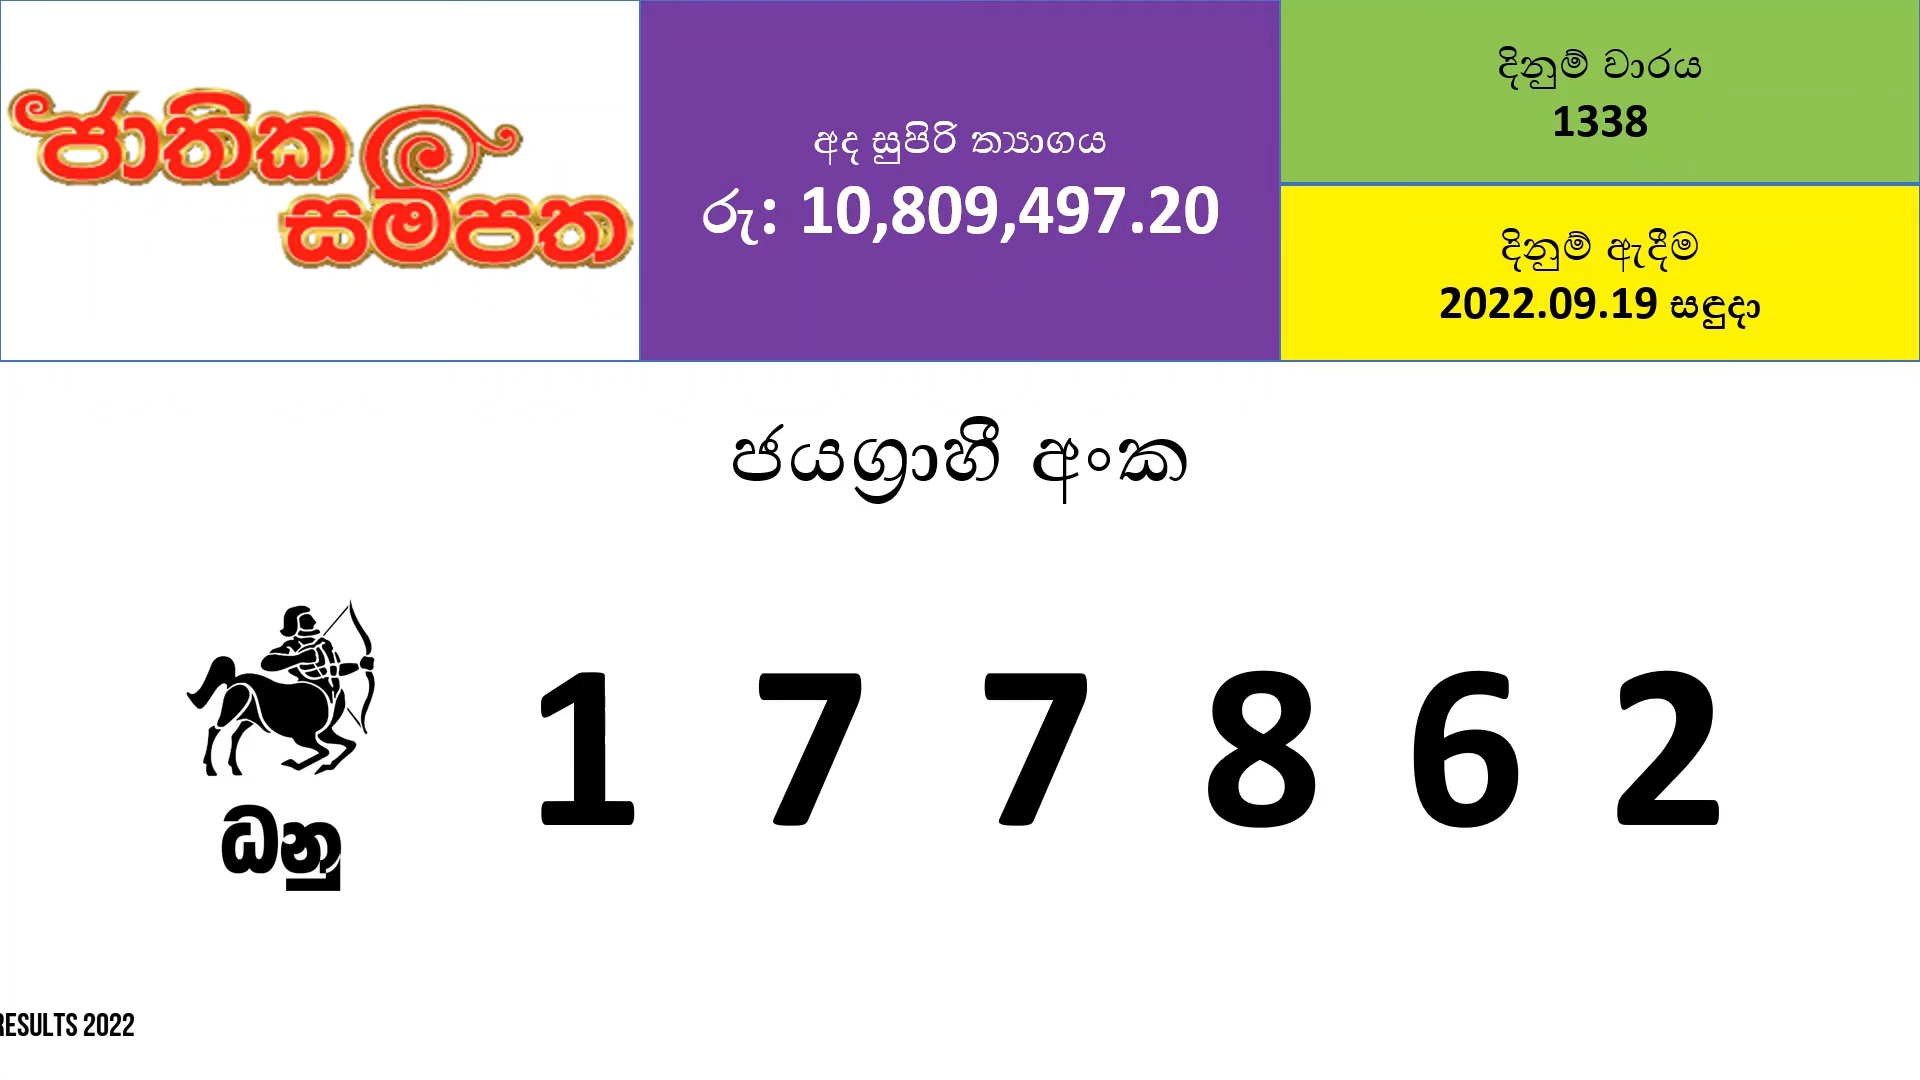 ජාතික
සම්පත
අද සුපිරි ත්‍යාගය
රු: 10,809,497.20
දිනුම් වාරය
1338
දිනුම් ඇදීම
2022.09.19 සඳුදා
ජයග්‍රාහී අංක
1 7 7 8 6 2
ධනු
RESULTS 2022